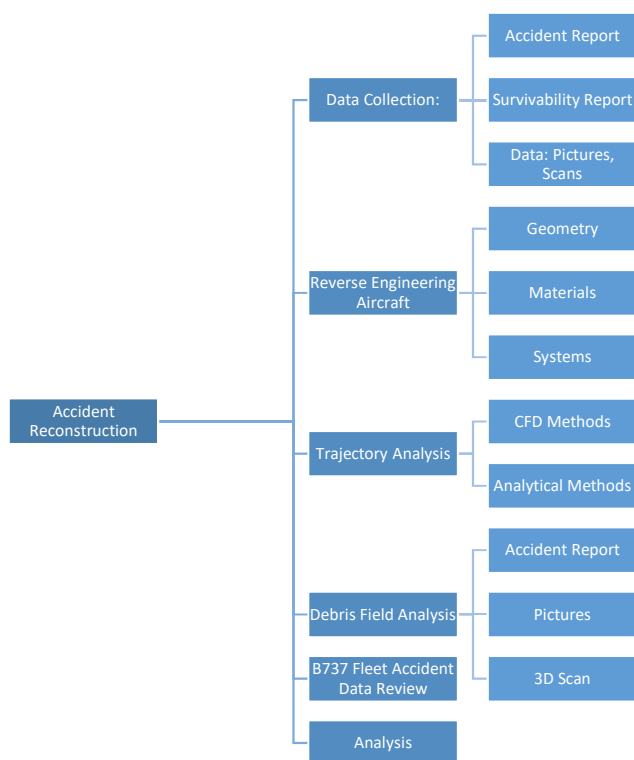 Accident
Reconstruction
Data Collection:
Accident Report
Survivability Report
Data: Pictures,
Scans
Reverse Engineering
Aircraft
Geometry
Materials
Systems
Trajectory Analysis
CFD Methods
Analytical Methods
Debris Field Analysis
Accident Report
Pictures
3D Scan
B737 Fleet Accident
Data Review
Analysis